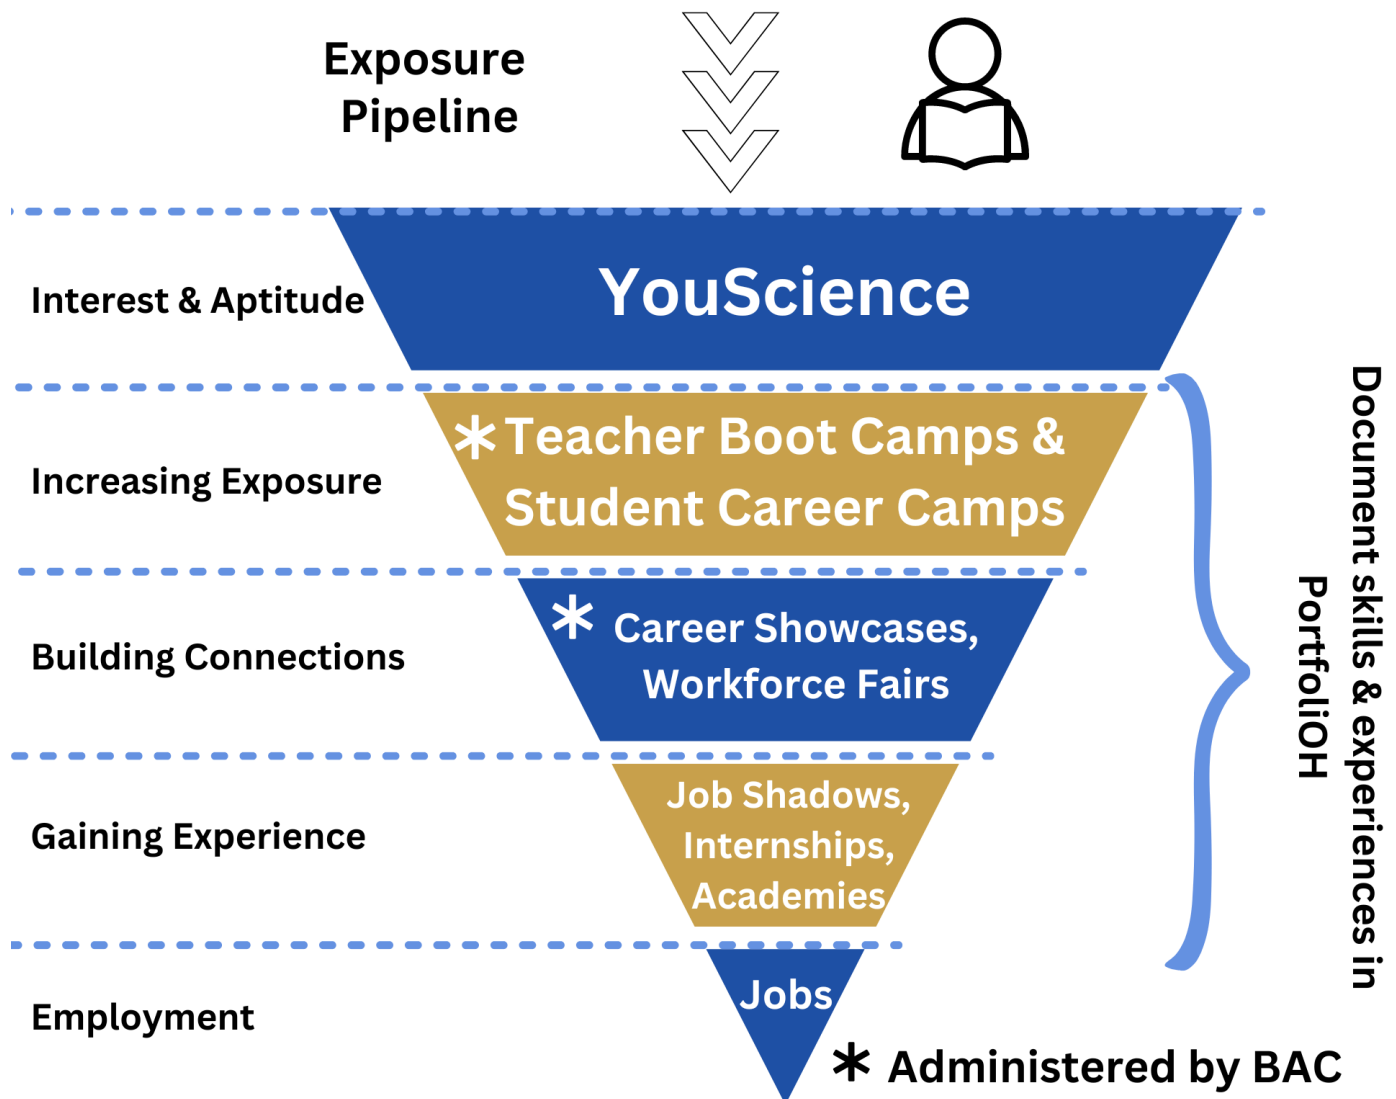 Exposure
Pipeline
Interest & Aptitude
YouScience
Increasing Exposure
* Teacher Boot Camps &
Student Career Camps
Building Connections
* Career Showcases,
Workforce Fairs
Gaining Experience
Job Shadows,
Internships,
Academies
Employment
Jobs
Document skills & experiences in
PortfoliOH
* Administered by BAC